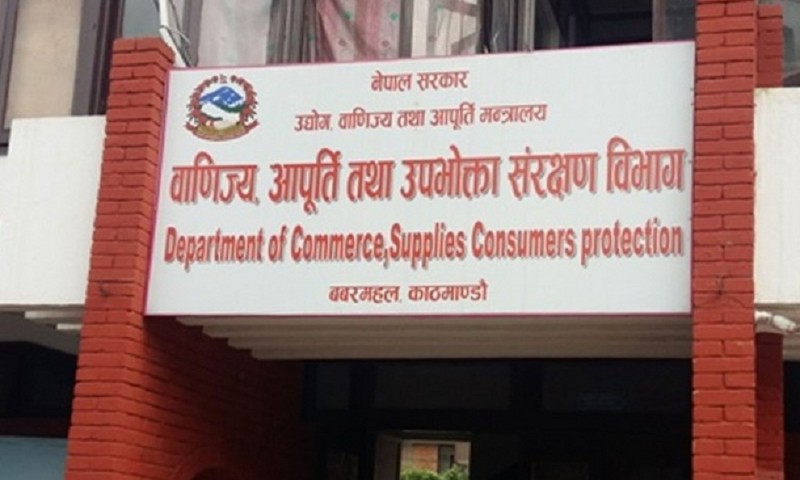 नेपाल सरकार
उद्योग, वाणिज्य तथा आपूर्ति मन्त्रालय
वाणिज्य, आपूर्ति तथा उपभोक्ता संरक्षण विभाग
Department of Commerce,Supplies Consumers protection
बबरमहल, काठमाण्डौ